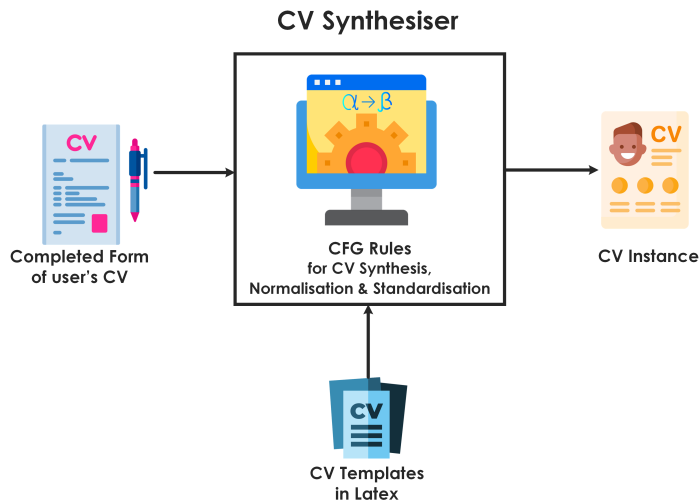 CV Synthesiser
α→β
CV
Completed Form
of user's CV
CFG Rules
for CV Synthesis,
Normalisation & Standardisation
CV
CV Instance
CV
CV Templates
in Latex